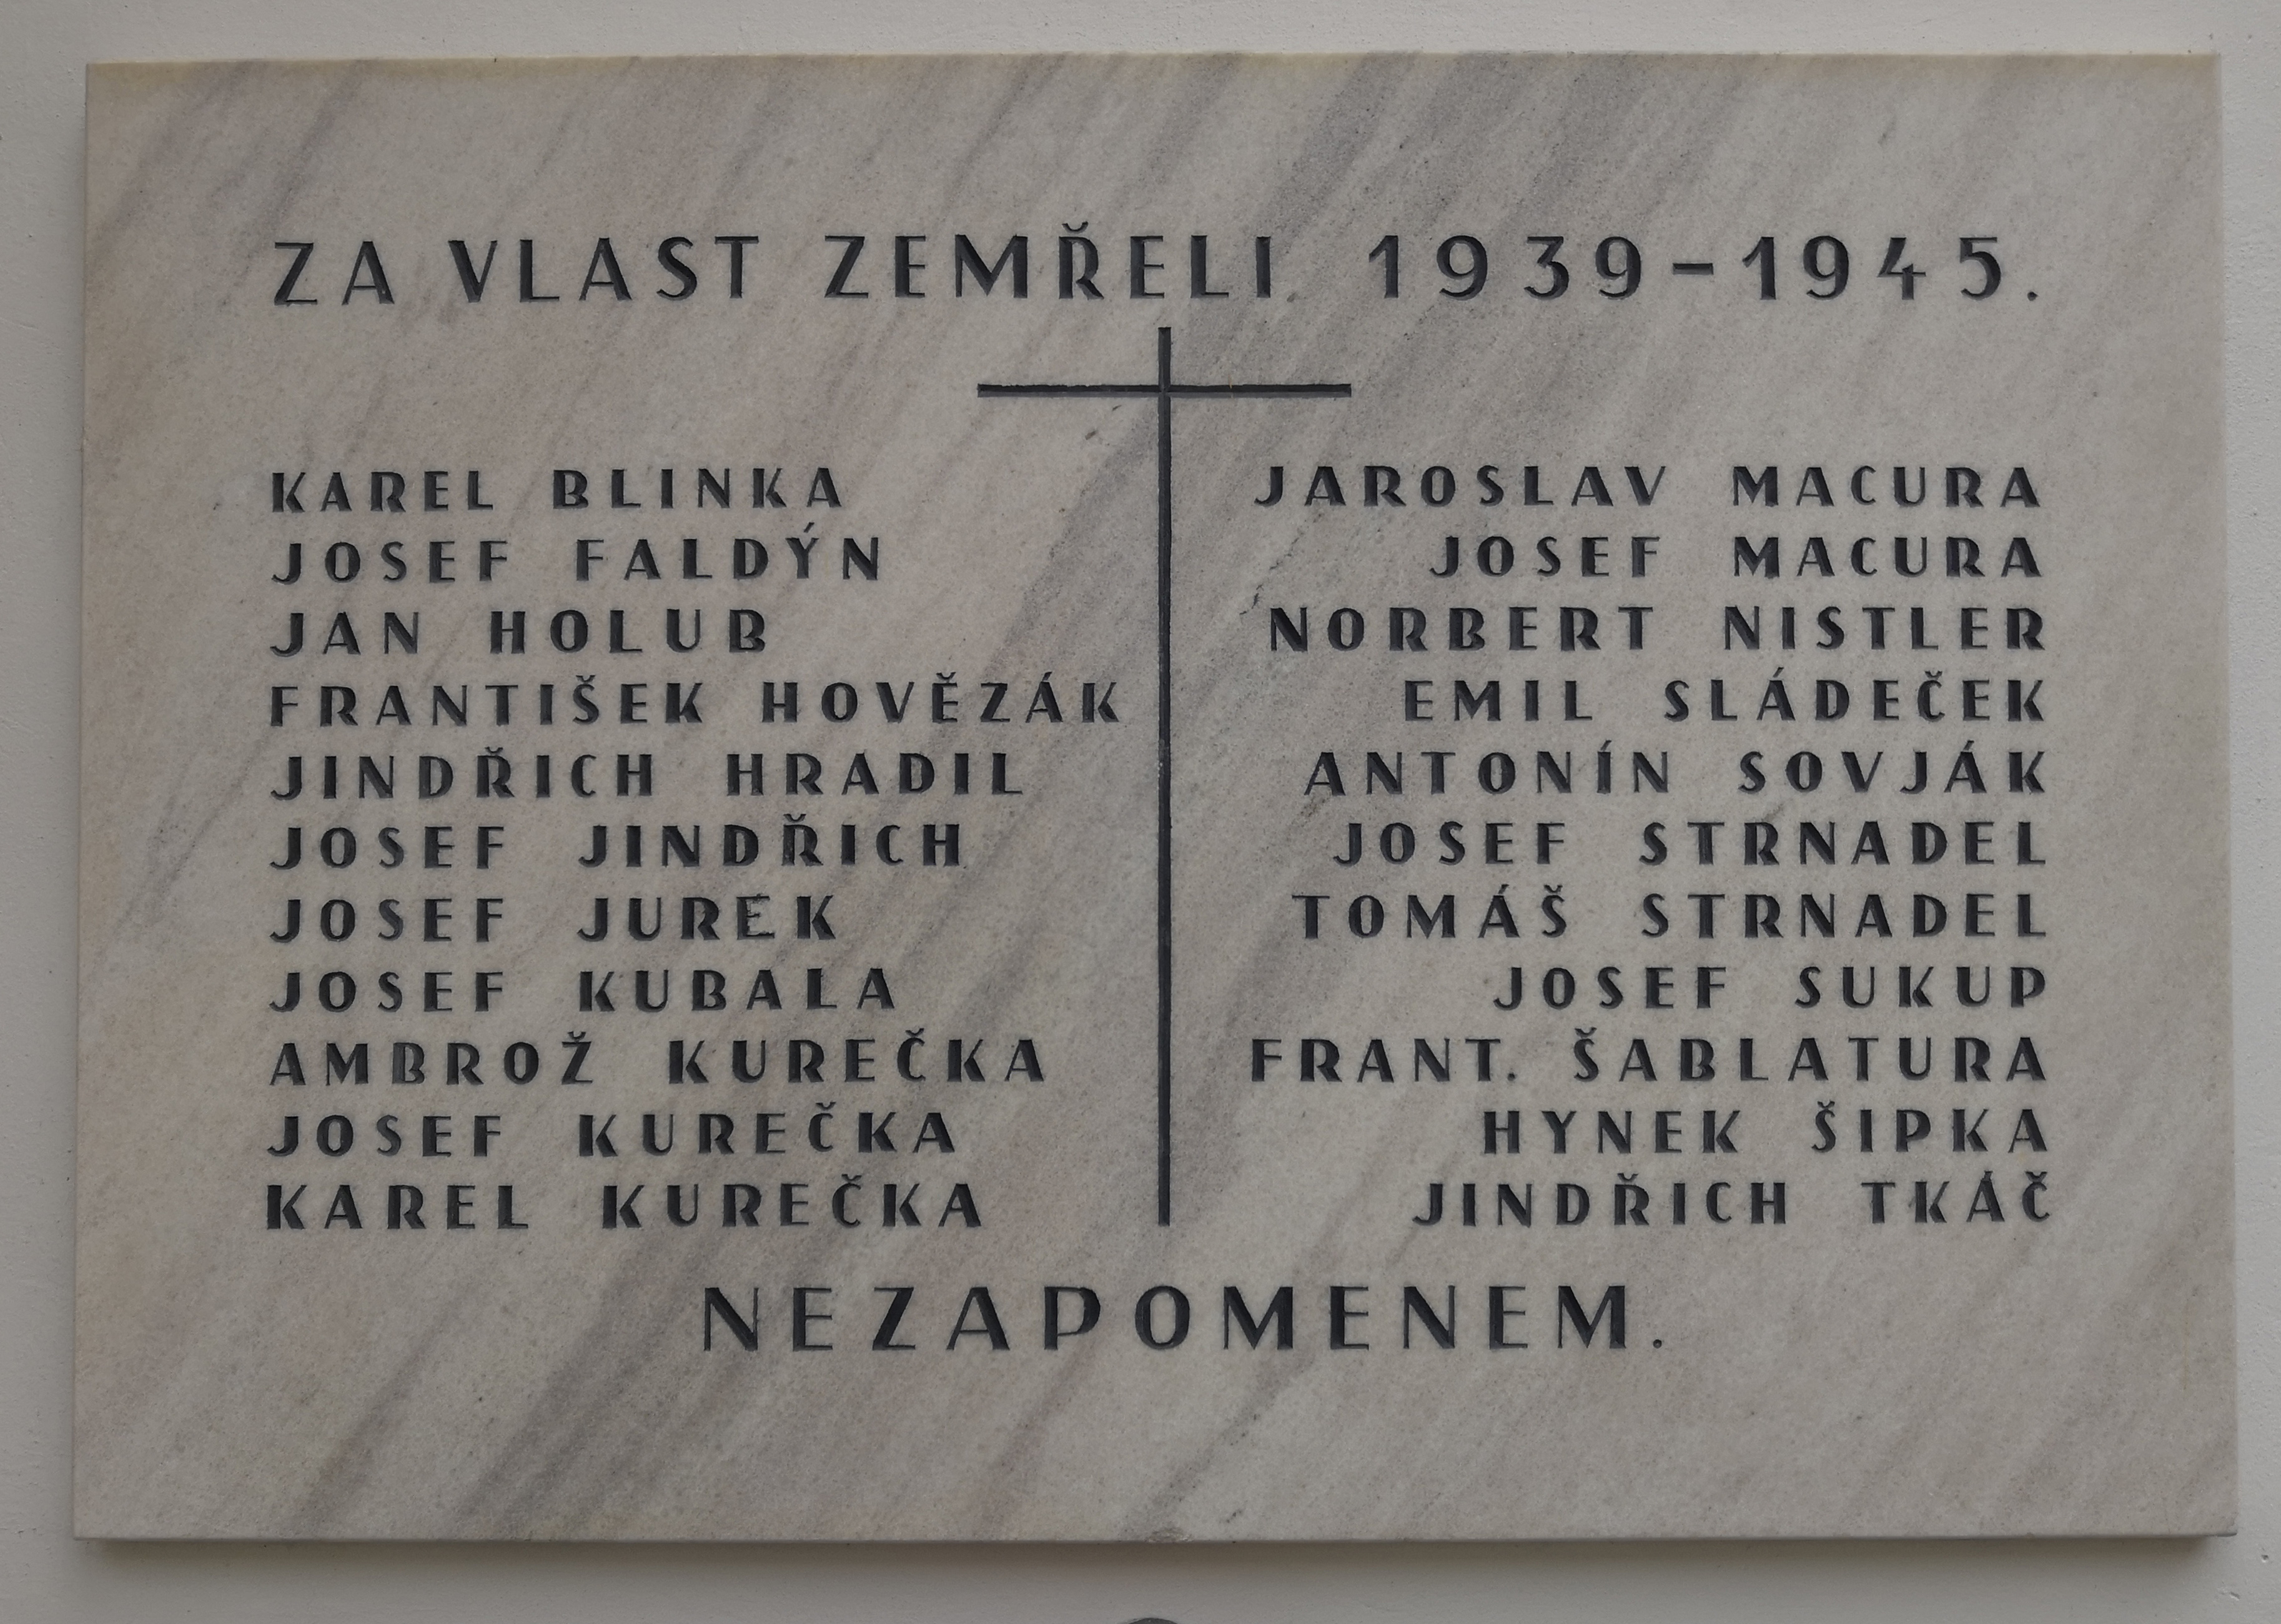 ZA VLAST ZEMŘELI 1939-1945.
KAREL BLINKA
JOSEF FALDÝN
JAN HOLUB
FRANTIŠEK HOVĚZÁK
JINDŘICH HRADIL
JOSEF JINDŘICH
JOSEF JUREK
JOSEF KUBALA
AMBROŽ KUREČKA
JOSEF KUREČKA
KAREL KUREČKA
JAROSLAV MACURA
JOSEF MACURA
NORBERT NISTLER
EMIL SLÁDEČEK
ANTONÍN SOVJÁK
JOSEF STRNADEL
TOMÁŠ STRNADEL
JOSEF SUKUP
FRANT. ŠABLATURA
HYNEK ŠIPKA
JINDŘICH TKÁČ
NEZAPOMENEM.